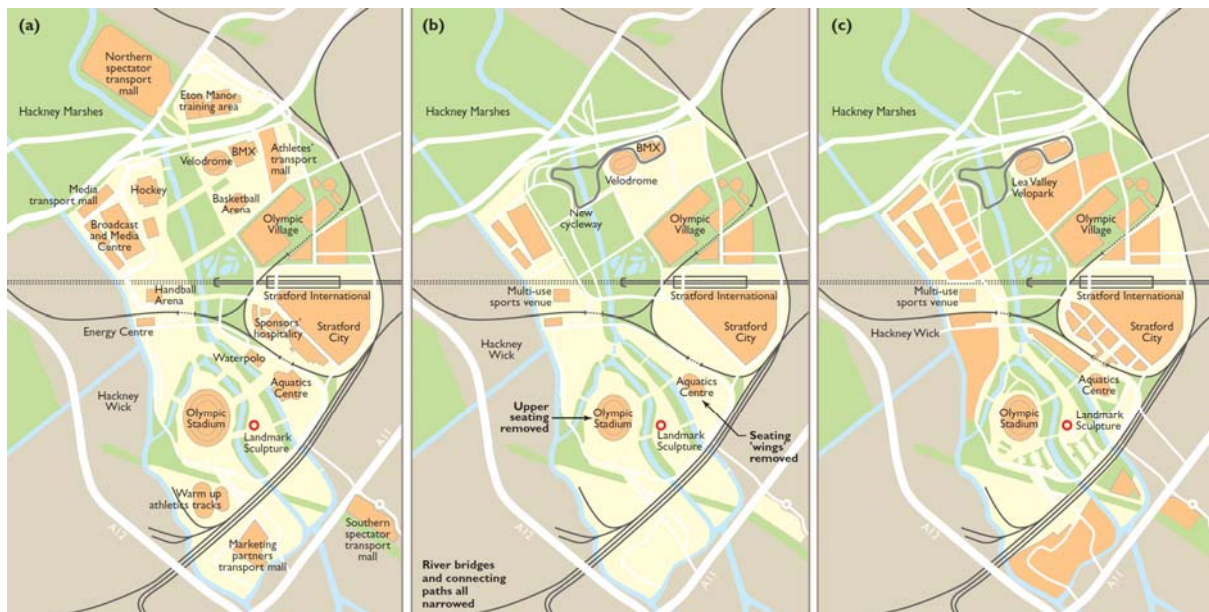 (a)
Northern
spectator
transport
mall
Hackney Marshes
Eton Manor
training area
BMX
Velodrome
Athletes'
transport
mall
Media
transport mall
Hockey
Basketball
Arena
Broadcast
and Media
Centre
Olympic
Village
Handball
Arena
Stratford International
Energy Centre
Sponsors'
hospitality
Stratford
City
Waterpolo
Hackney
Wick
Aquatics
Centre
Olympic
Stadium
Landmark
Sculpture
A11
Warm up
athletics tracks
A12
Marketing
partners
transport mall
Southern
spectator
transport
mall
(b)
Hackney Marshes
BMX
Velodrome
New
cycleway
Olympic
Village
Multi-use
sports venue
Stratford International
Stratford
City
Hackney
Wick
Aquatics
Centre
Upper
seating
removed
Olympic
Stadium
Landmark
Sculpture
Seating
'wings'
removed
A12
A11
River bridges
and connecting
paths all
narrowed
(c)
Hackney Marshes
Lea Valley
Velopark
Olympic
Village
Multi-use
sports venue
Stratford International
Hackney Wick
Stratford
City
Aquatics
Centre
Olympic
Stadium
Landmark
Sculpture
A12
A11